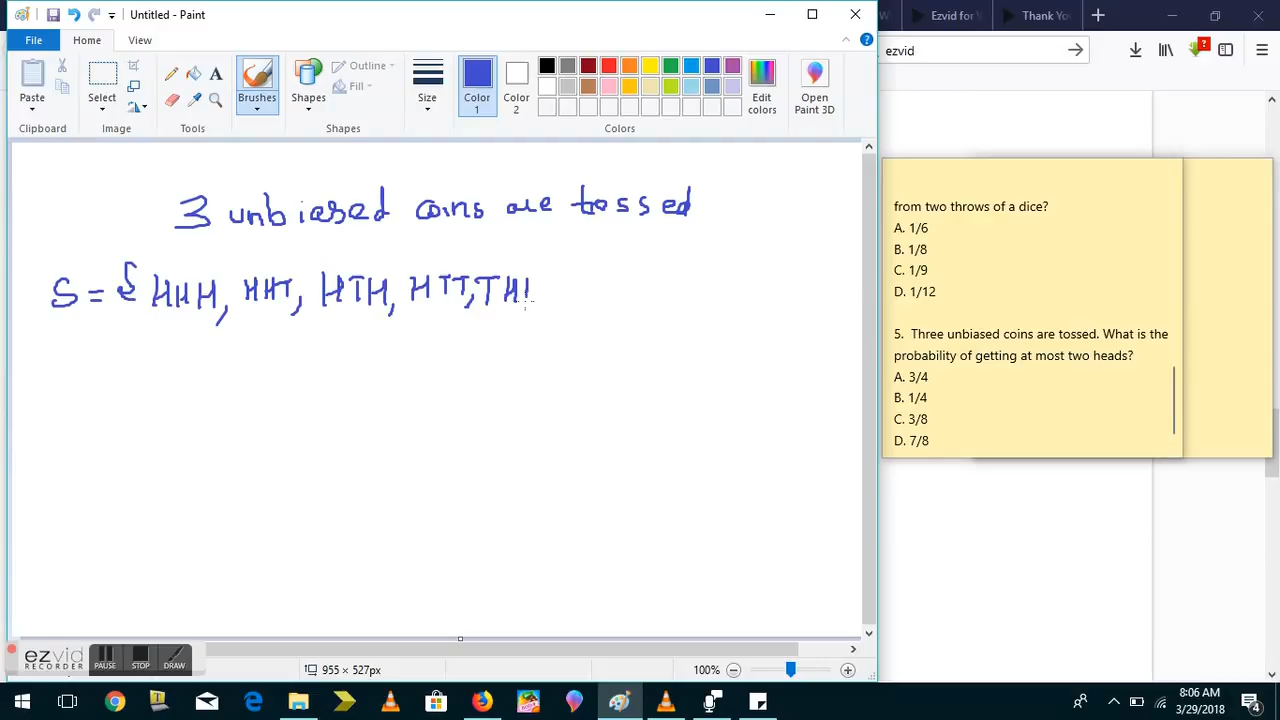 Untitled - Paint
File Home View
Paste Select Brushes Shapes Outline Fill Size Color 1 Color 2 Edit colors Open Paint 3D
Clipboard Image Tools Shapes Colors
3 unbiased coins are tossed
S = { HHH, HHT, HTH, HTT, TH
ezvid RECORDER PAUSE STOP DRAW
955 × 527px 100%
Ezvid for Thank You
ezvid
from two throws of a dice?
A. 1/6
B. 1/8
C. 1/9
D. 1/12
5. Three unbiased coins are tossed. What is the
probability of getting at most two heads?
A. 3/4
B. 1/4
C. 3/8
D. 7/8
8:06 AM
3/29/2018
4